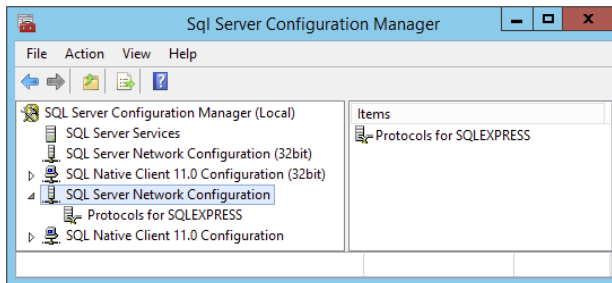 Sql Server Configuration Manager
File Action View Help
SQL Server Configuration Manager (Local)
SQL Server Services
SQL Server Network Configuration (32bit)
SQL Native Client 11.0 Configuration (32bit)
SQL Server Network Configuration
Protocols for SQLEXPRESS
SQL Native Client 11.0 Configuration
Items
Protocols for SQLEXPRESS